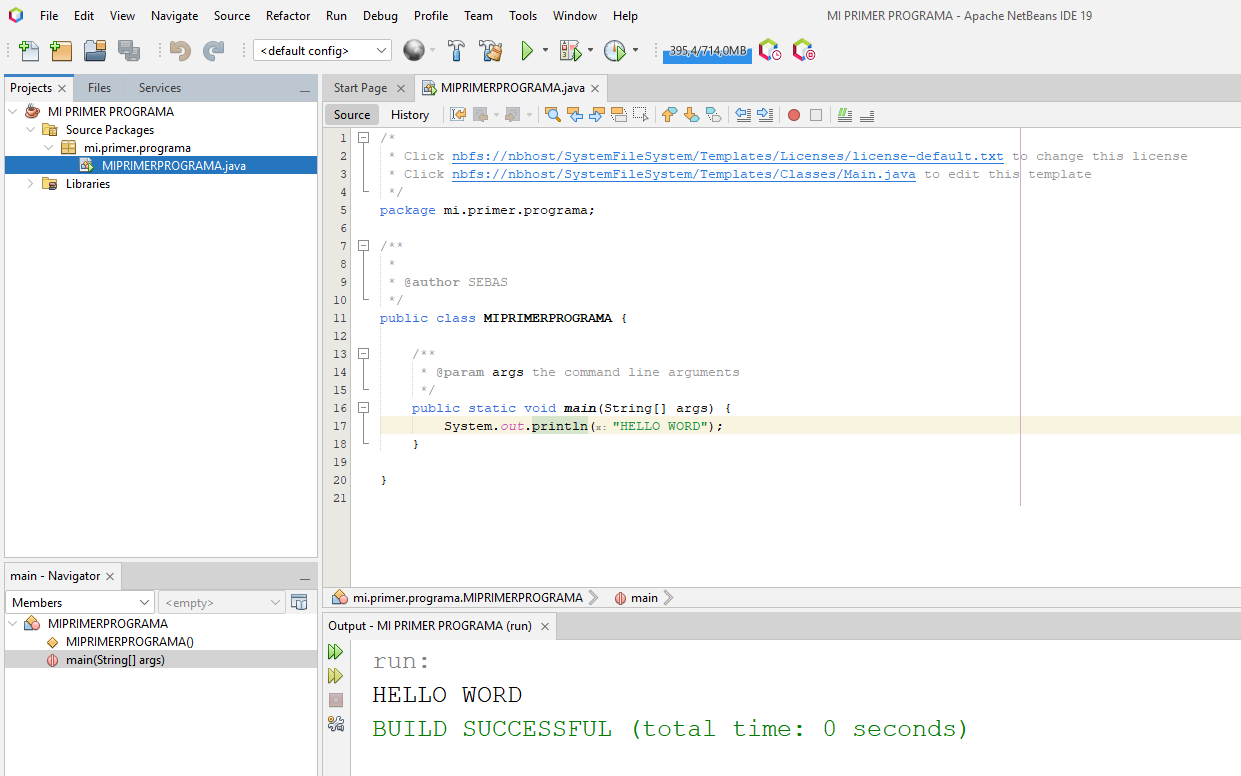 File Edit View Navigate Source Refactor Run Debug Profile Team Tools Window Help MI PRIMER PROGRAMA - Apache NetBeans IDE 19
<default config> 395,4/714,0MB
Projects Files Services
MI PRIMER PROGRAMA
Source Packages
mi.primer.programa
MIPRIMERPROGRAMA.java
Libraries
Start Page MIPRIMERPROGRAMA.java
Source History
1 /*
2 * Click nbfs://nbhost/SystemFileSystem/Templates/Licenses/license-default.txt to change this license
3 * Click nbfs://nbhost/SystemFileSystem/Templates/Classes/Main.java to edit this template
4 */
5 package mi.primer.programa;
6
7 /**
8 *
9 * @author SEBAS
10 */
11 public class MIPRIMERPROGRAMA {
12
13 /**
14 * @param args the command line arguments
15 */
16 public static void main(String[] args) {
17 System.out.println(x: "HELLO WORD");
18 }
19
20 }
21
main - Navigator
Members <empty>
MIPRIMERPROGRAMA
MIPRIMERPROGRAMA()
main(String[] args)
mi.primer.programa.MIPRIMERPROGRAMA main
Output - MI PRIMER PROGRAMA (run)
run:
HELLO WORD
BUILD SUCCESSFUL (total time: 0 seconds)